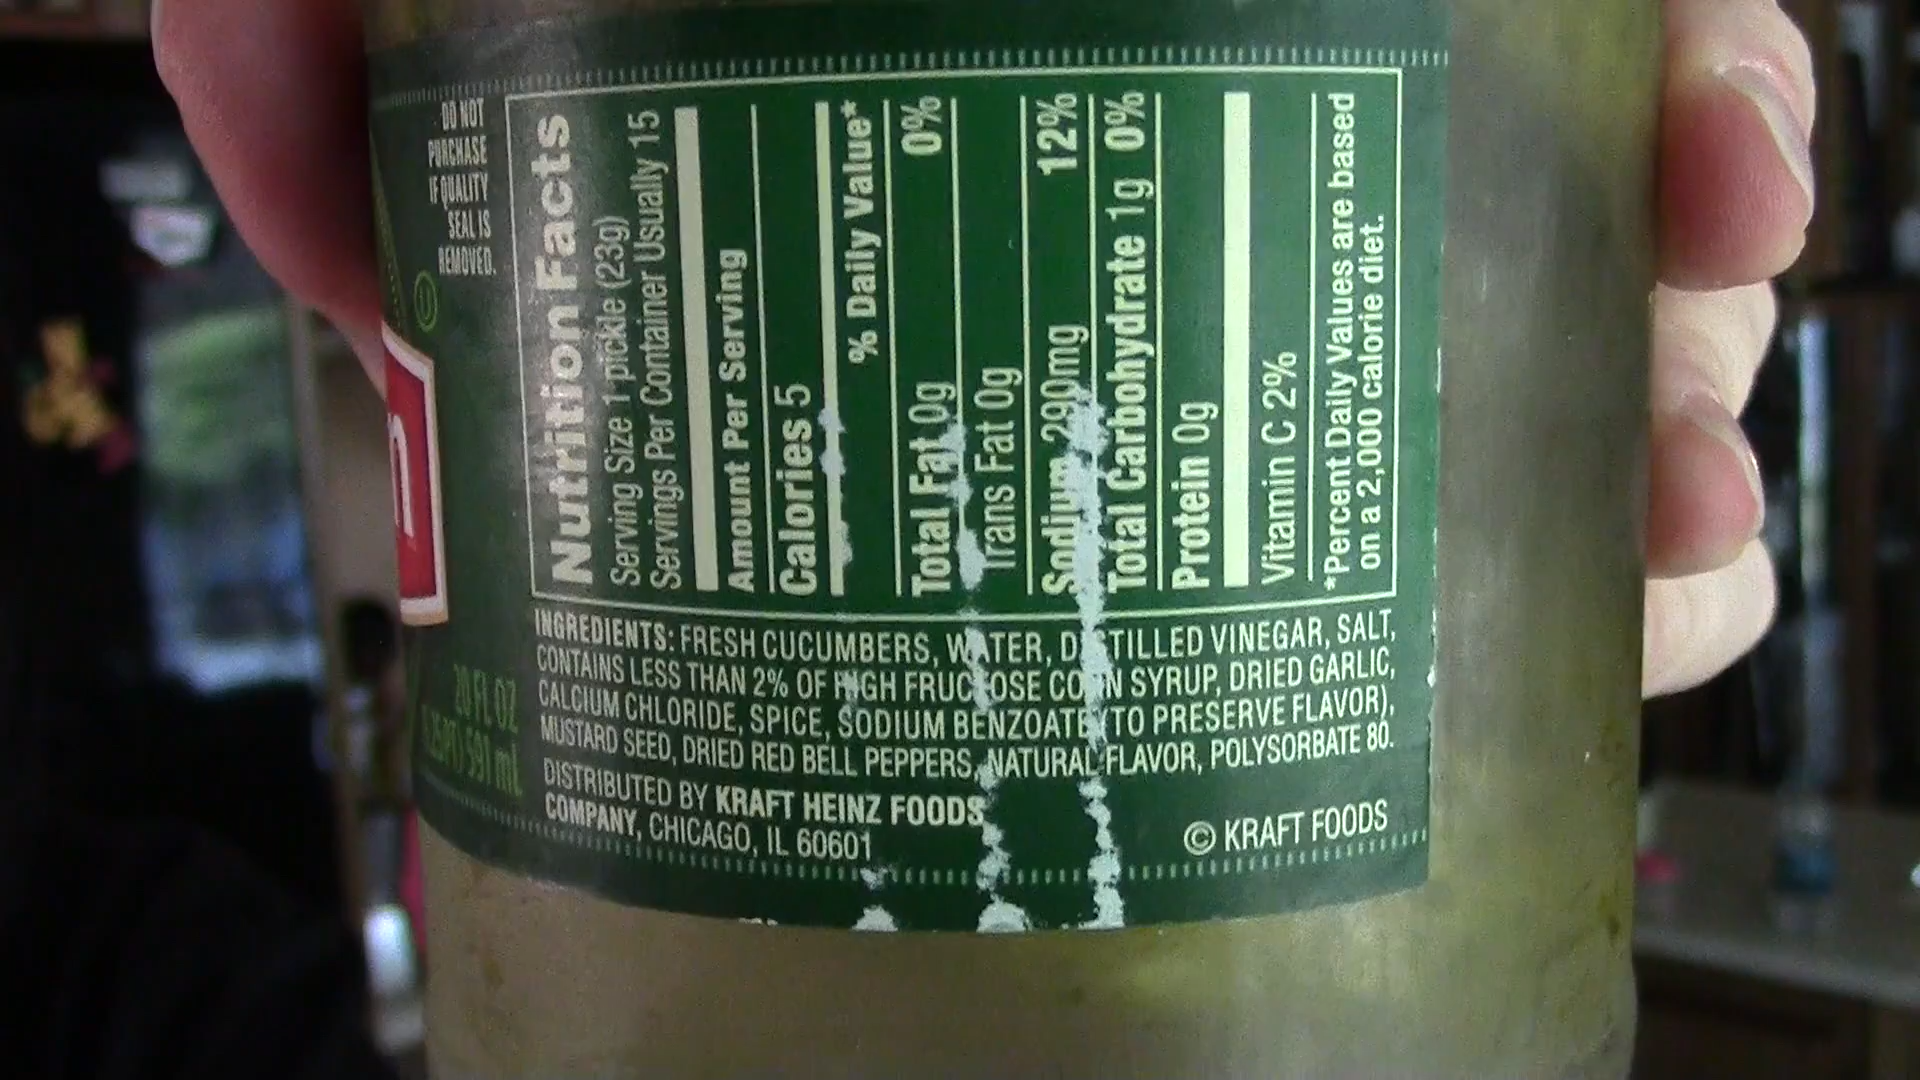 DO NOT
PURCHASE
IF QUALITY
SEAL IS
REMOVED.
U
n
20 FL OZ
591 mL
Nutrition Facts
Serving Size 1 pickle (23g)
Servings Per Container Usually 15
Amount Per Serving
Calories 5
% Daily Value*
Total Fat 0g 0%
Trans Fat 0g
Sodium 290mg 12%
Total Carbohydrate 1g 0%
Protein 0g
Vitamin C 2%
*Percent Daily Values are based
on a 2,000 calorie diet.
INGREDIENTS: FRESH CUCUMBERS, WATER, DISTILLED VINEGAR, SALT,
CONTAINS LESS THAN 2% OF HIGH FRUCTOSE CORN SYRUP, DRIED GARLIC,
CALCIUM CHLORIDE, SPICE, SODIUM BENZOATE (TO PRESERVE FLAVOR),
MUSTARD SEED, DRIED RED BELL PEPPERS, NATURAL FLAVOR, POLYSORBATE 80.
DISTRIBUTED BY KRAFT HEINZ FOODS
COMPANY, CHICAGO, IL 60601
© KRAFT FOODS